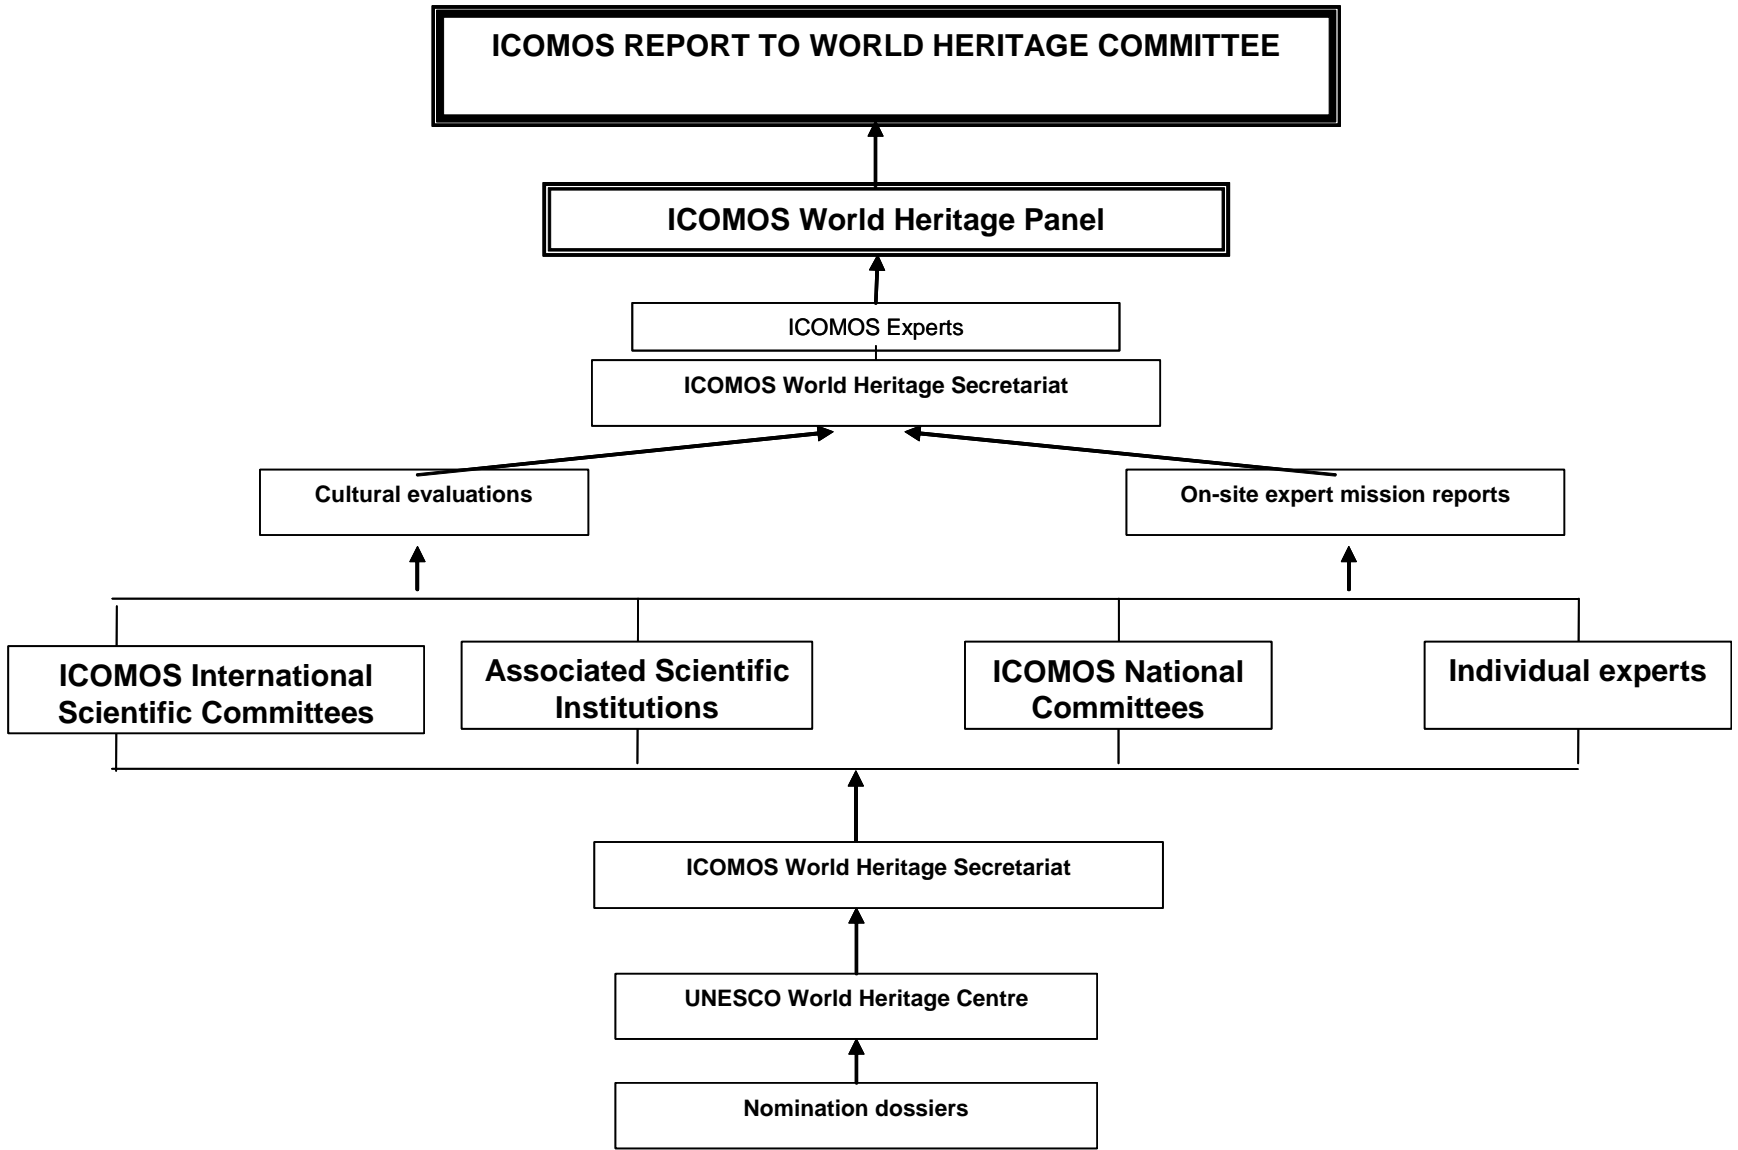 ICOMOS REPORT TO WORLD HERITAGE COMMITTEE
ICOMOS World Heritage Panel
ICOMOS Experts
ICOMOS World Heritage Secretariat
Cultural evaluations
On-site expert mission reports
ICOMOS International
Scientific Committees
Associated Scientific
Institutions
ICOMOS National
Committees
Individual experts
ICOMOS World Heritage Secretariat
UNESCO World Heritage Centre
Nomination dossiers